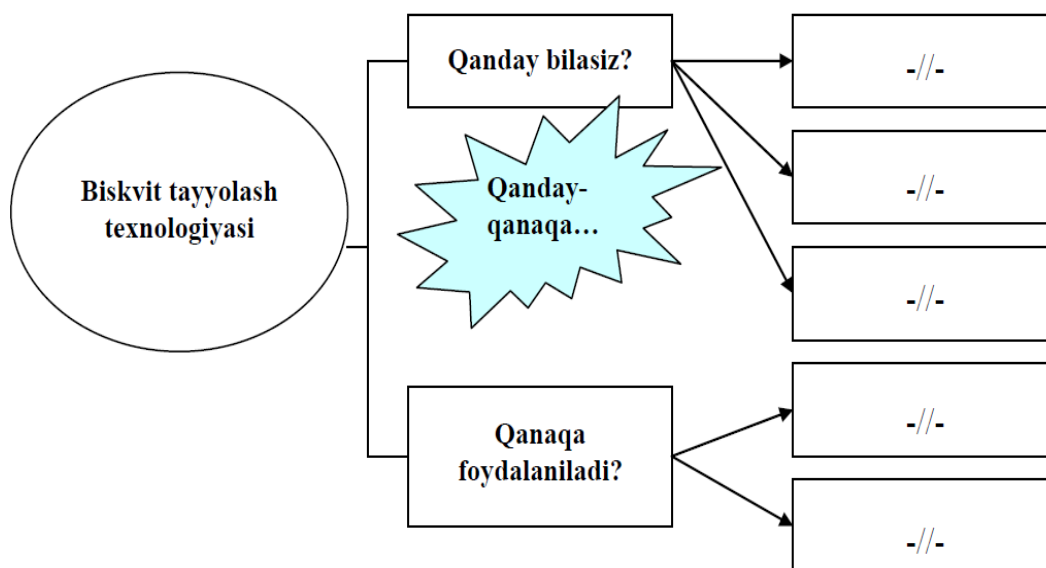 Biskvit tayyolash
texnologiyasi
Qanday bilasiz?
Qanday-
qanaqa…
Qanaqa
foydalaniladi?
-//-
-//-
-//-
-//-
-//-